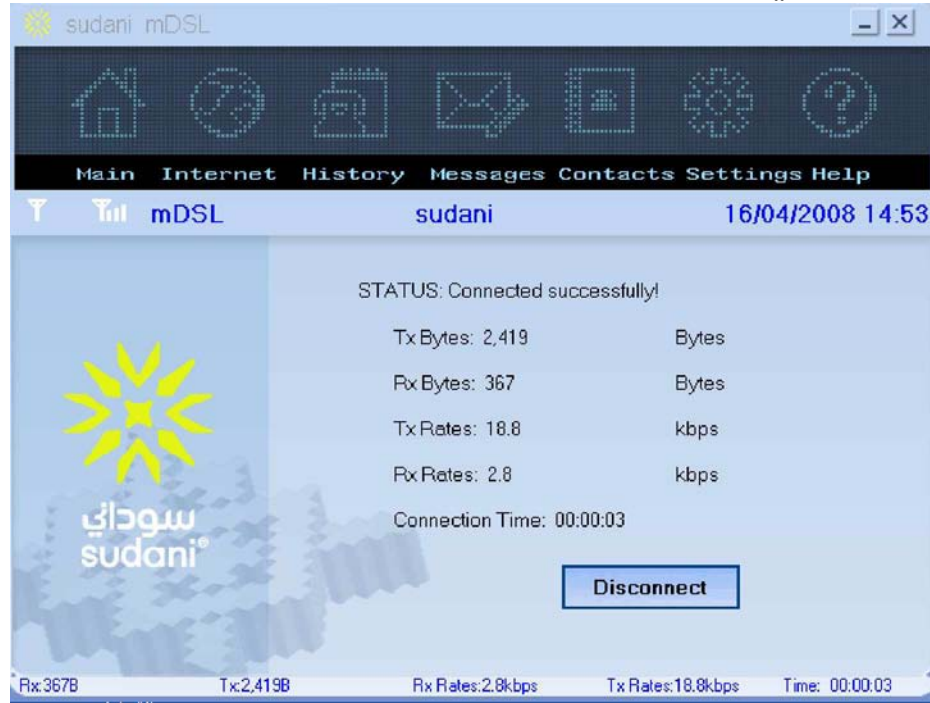 sudani mDSL
Main Internet History Messages Contacts Settings Help
mDSL sudani 16/04/2008 14:53
STATUS: Connected successfully!
Tx Bytes: 2,419 Bytes
Rx Bytes: 367 Bytes
Tx Rates: 18.8 kbps
Rx Rates: 2.8 kbps
Connection Time: 00:00:03
سوداني
sudani®
Disconnect
Rx:367B Tx:2,419B Rx Rates:2.8kbps Tx Rates:18.8kbps Time: 00:00:03